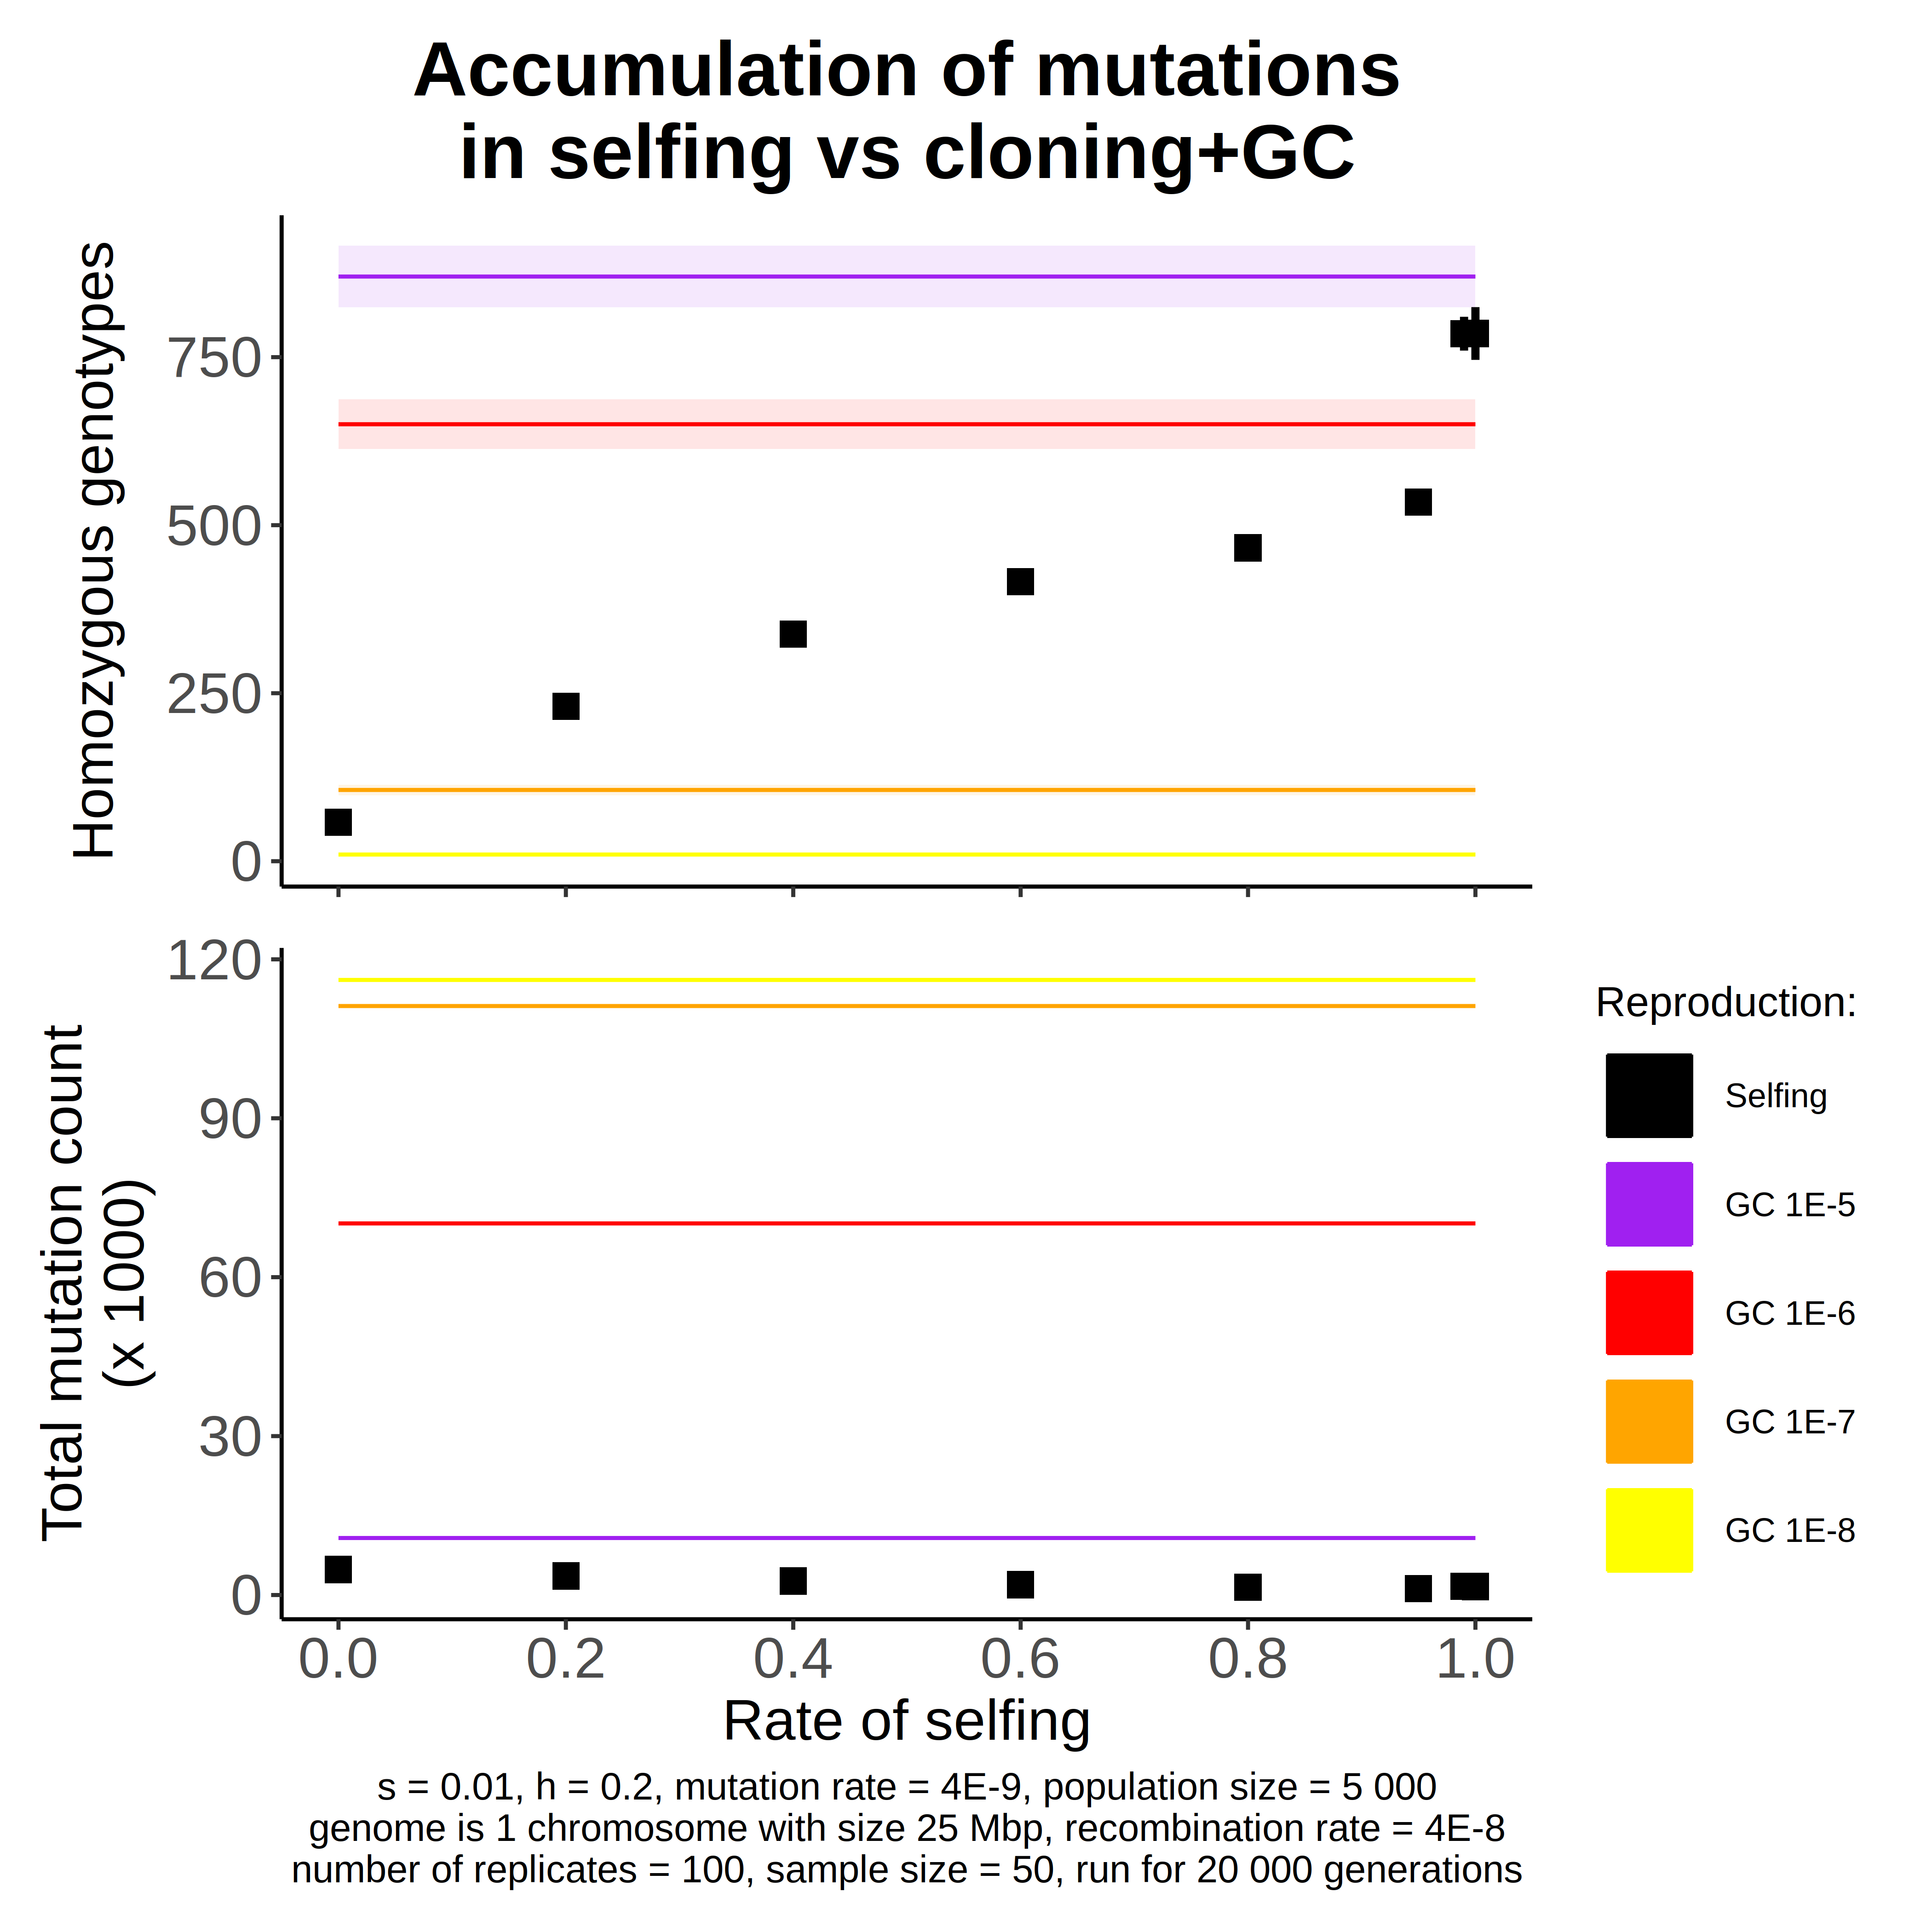 Accumulation of mutations
in selfing vs cloning+GC
Homozygous genotypes
750
500
250
0
Total mutation count
(x 1000)
120
90
60
30
0
0.0 0.2 0.4 0.6 0.8 1.0
Rate of selfing
Reproduction:
Selfing
GC 1E-5
GC 1E-6
GC 1E-7
GC 1E-8
s = 0.01, h = 0.2, mutation rate = 4E-9, population size = 5 000
genome is 1 chromosome with size 25 Mbp, recombination rate = 4E-8
number of replicates = 100, sample size = 50, run for 20 000 generations